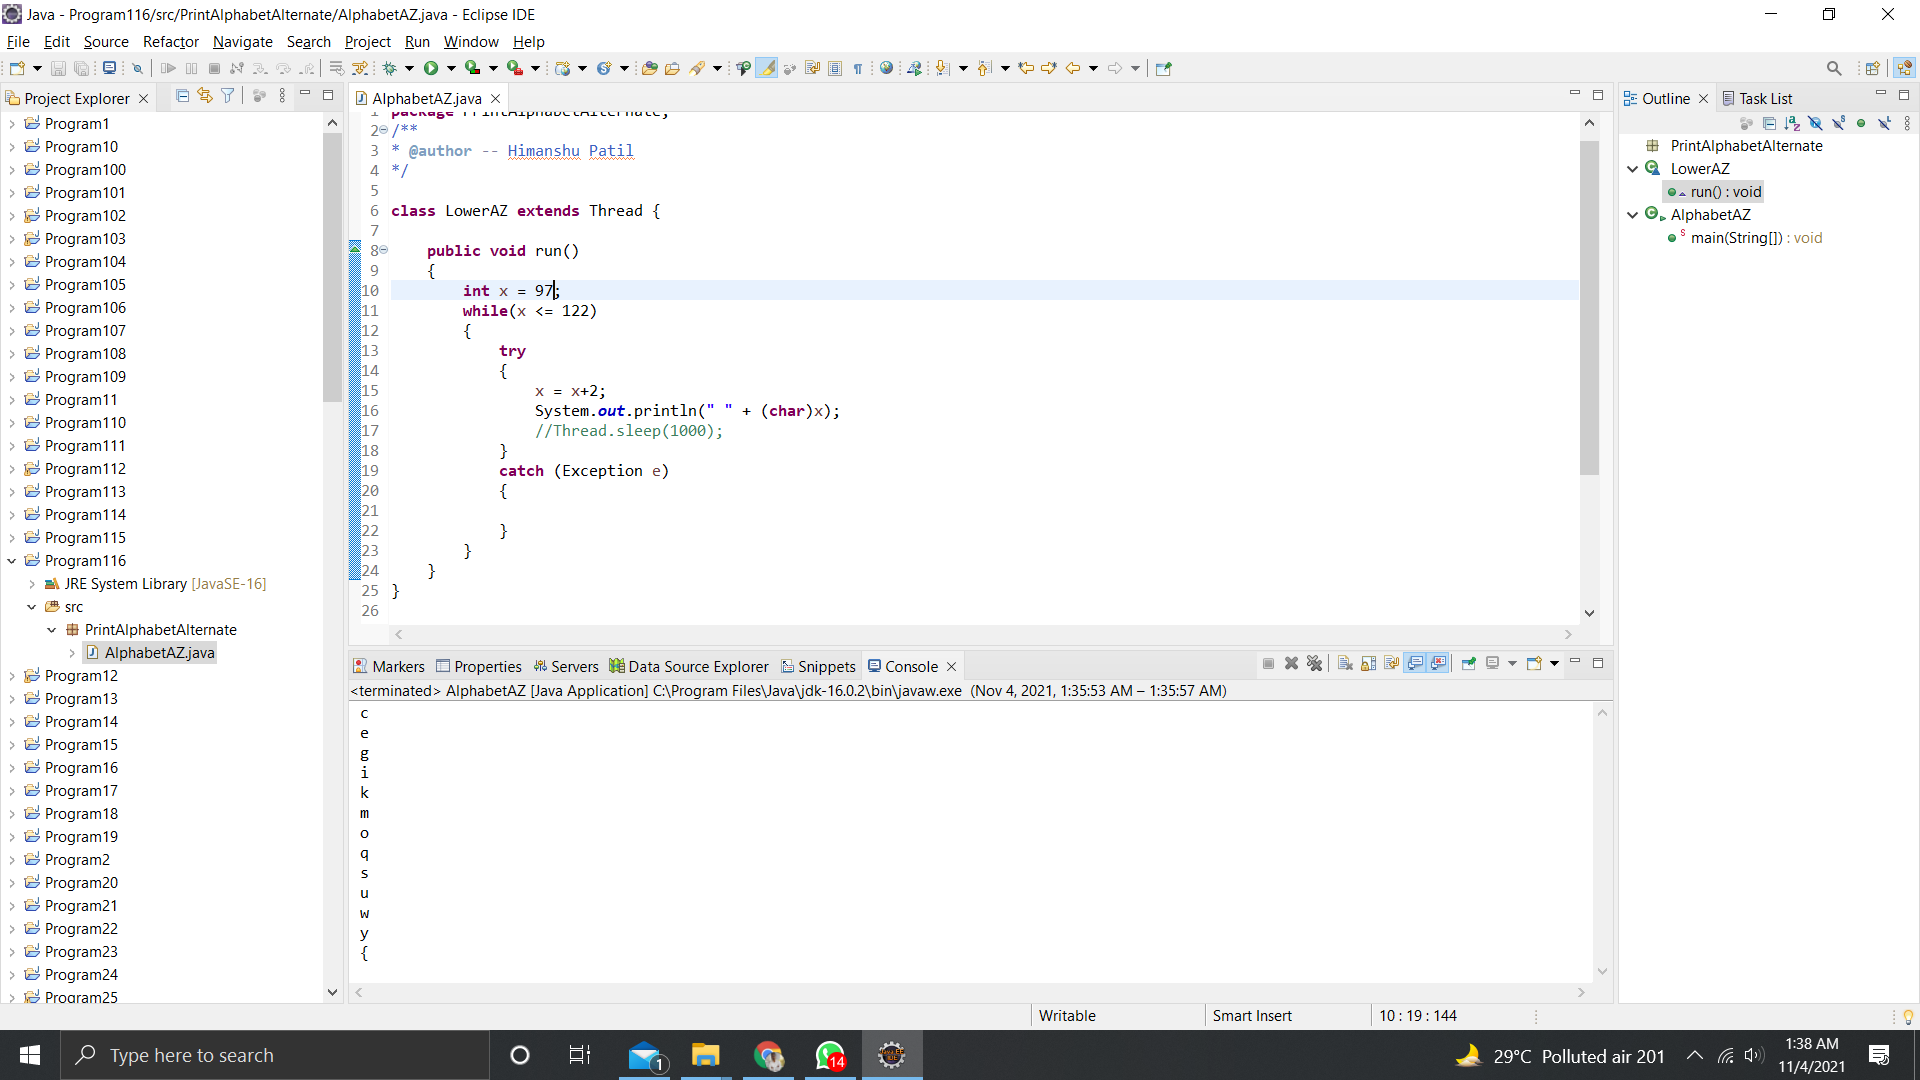 Java - Program116/src/PrintAlphabetAlternate/AlphabetAZ.java - Eclipse IDE
File Edit Source Refactor Navigate Search Project Run Window Help
Project Explorer
Program1
Program10
Program100
Program101
Program102
Program103
Program104
Program105
Program106
Program107
Program108
Program109
Program11
Program110
Program111
Program112
Program113
Program114
Program115
Program116
JRE System Library [JavaSE-16]
src
PrintAlphabetAlternate
AlphabetAZ.java
Program12
Program13
Program14
Program15
Program16
Program17
Program18
Program19
Program2
Program20
Program21
Program22
Program23
Program24
Program25
AlphabetAZ.java
1 package PrintAlphabetAlternate;
2 /**
3 * @author -- Himanshu Patil
4 */
5
6 class LowerAZ extends Thread {
7
8 public void run()
9 {
10 int x = 97;
11 while(x <= 122)
12 {
13 try
14 {
15 x = x+2;
16 System.out.println(" " + (char)x);
17 //Thread.sleep(1000);
18 }
19 catch (Exception e)
20 {
21
22 }
23 }
24 }
25 }
26
Markers Properties Servers Data Source Explorer Snippets Console
<terminated> AlphabetAZ [Java Application] C:\Program Files\Java\jdk-16.0.2\bin\javaw.exe (Nov 4, 2021, 1:35:53 AM – 1:35:57 AM)
c
e
g
i
k
m
o
q
s
u
w
y
{
Outline Task List
PrintAlphabetAlternate
LowerAZ
run() : void
AlphabetAZ
main(String[]) : void
Writable Smart Insert 10 : 19 : 144
Type here to search
1
14
29°C Polluted air 201
1:38 AM
11/4/2021